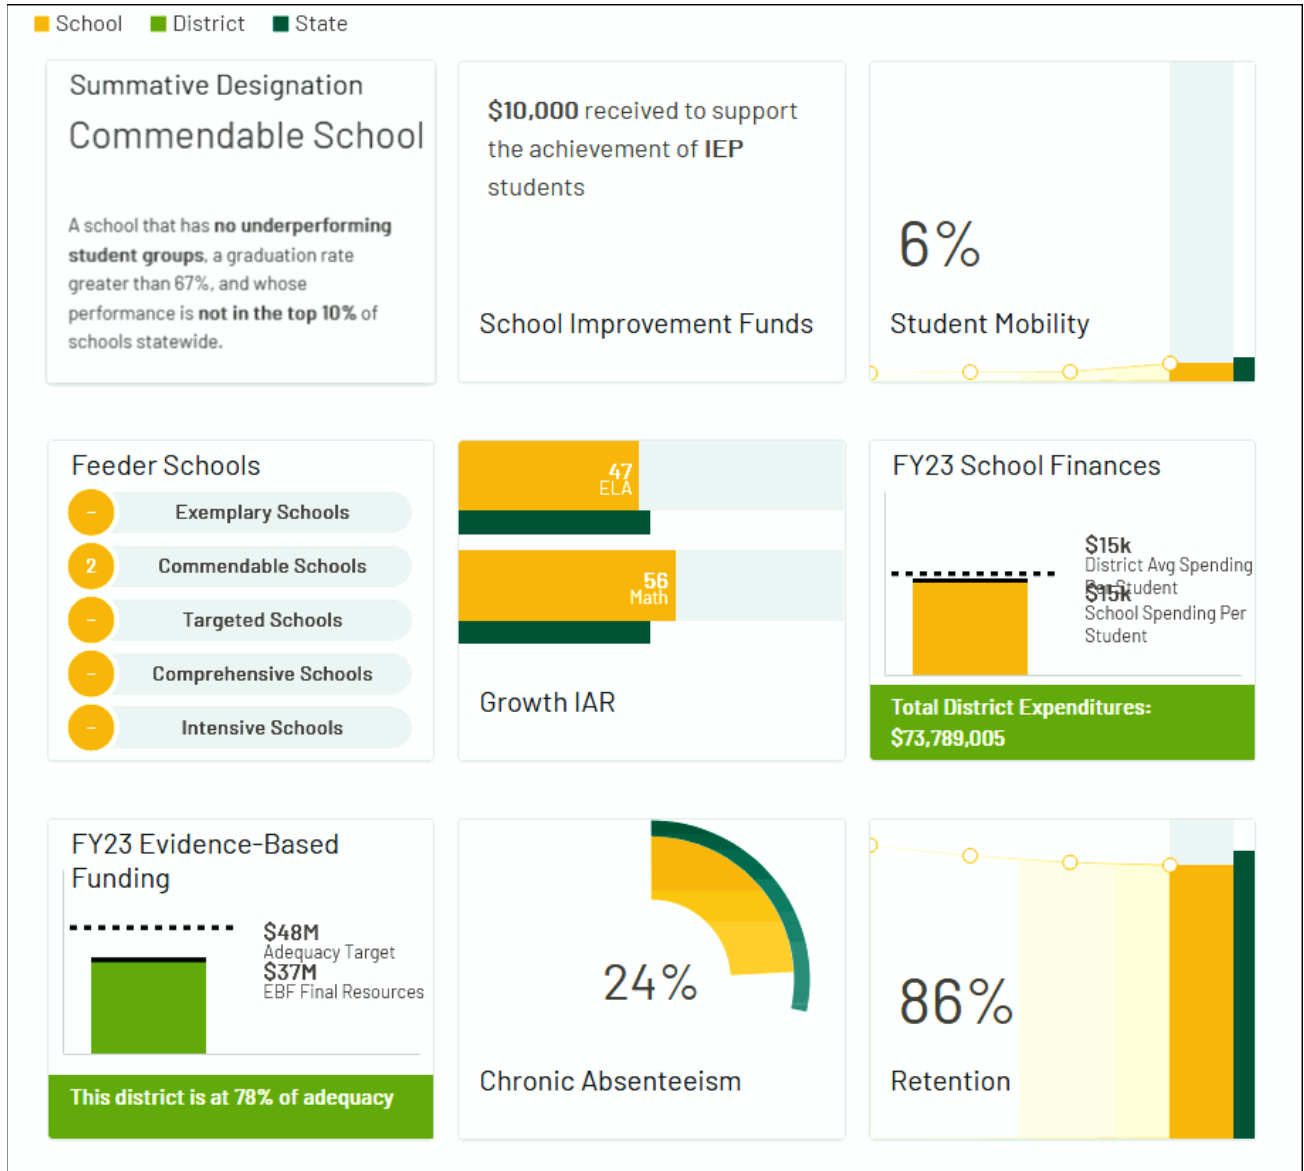 School District State
Summative Designation
Commendable School
A school that has no underperforming
student groups, a graduation rate
greater than 67%, and whose
performance is not in the top 10% of
schools statewide.
$10,000 received to support
the achievement of IEP
students
School Improvement Funds
6%
Student Mobility
Feeder Schools
– Exemplary Schools
2 Commendable Schools
– Targeted Schools
– Comprehensive Schools
– Intensive Schools
47
ELA
56
Math
Growth IAR
FY23 School Finances
$15k
District Avg Spending
Per Student
$15k
School Spending Per
Student
Total District Expenditures:
$73,789,005
FY23 Evidence-Based
Funding
$48M
Adequacy Target
$37M
EBF Final Resources
This district is at 78% of adequacy
24%
Chronic Absenteeism
86%
Retention